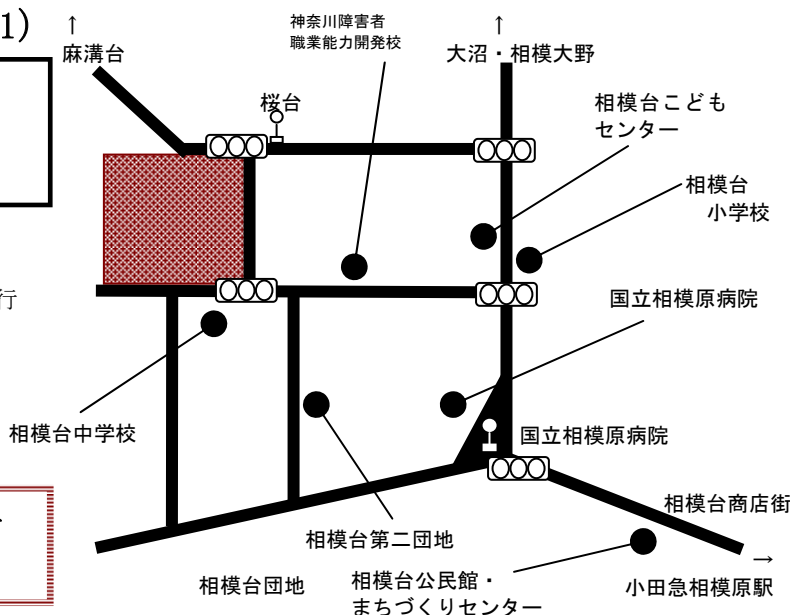 1)
↑
麻溝台
神奈川障害者
職業能力開発校
↑
大沼・相模大野
桜台
相模台こども
センター
相模台
小学校
行
国立相模原病院
相模台中学校
国立相模原病院
相模台商店街
相模台第二団地
→
相模台団地
相模台公民館・
まちづくりセンター
小田急相模原駅